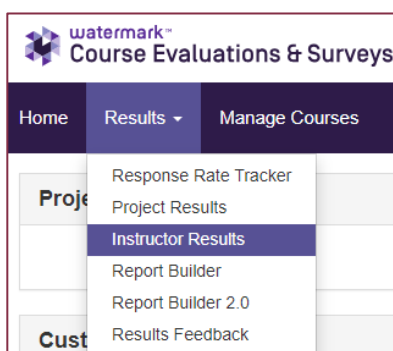 watermark™
Course Evaluations & Surveys
Home Results Manage Courses
Response Rate Tracker
Project Results
Instructor Results
Report Builder
Report Builder 2.0
Results Feedback